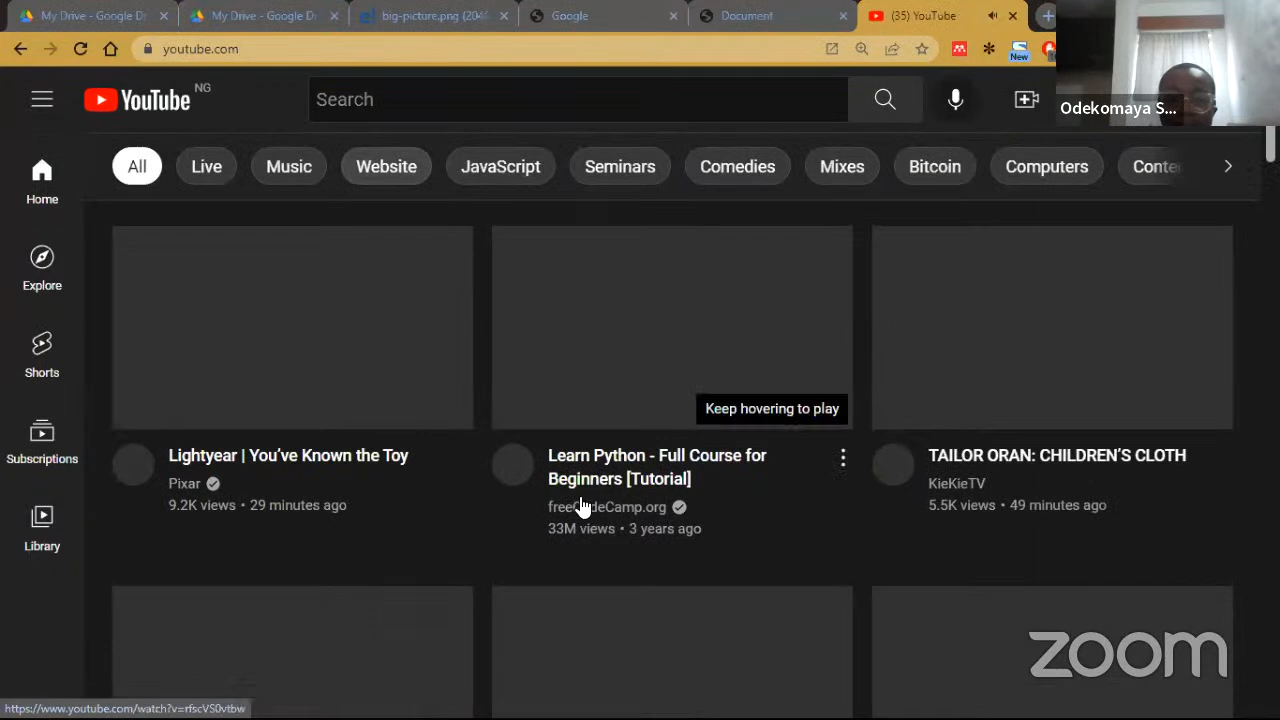 My Drive - Google Dr
My Drive - Google Dr
big-picture.png (204
Google
Document
(35) YouTube
youtube.com
New
Odekomaya S...
YouTube NG
Search
All
Live
Music
Website
JavaScript
Seminars
Comedies
Mixes
Bitcoin
Computers
Conte
Home
Explore
Shorts
Subscriptions
Library
Keep hovering to play
Lightyear | You’ve Known the Toy
Pixar
9.2K views • 29 minutes ago
Learn Python - Full Course for
Beginners [Tutorial]
freeCodeCamp.org
33M views • 3 years ago
TAILOR ORAN: CHILDREN’S CLOTH
KieKieTV
5.5K views • 49 minutes ago
zoom
https://www.youtube.com/watch?v=rfscVS0vtbw